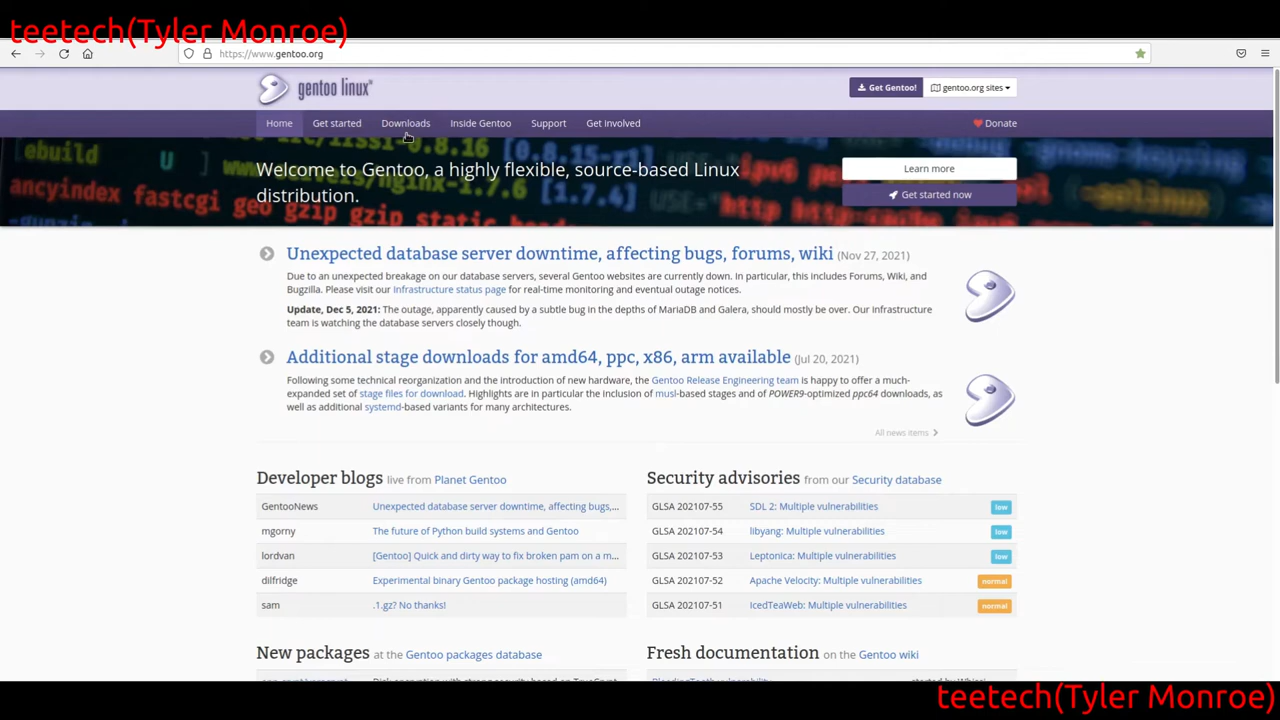 teetech(Tyler Monroe)
https://www.gentoo.org
gentoo linux
Get Gentoo!
gentoo.org sites
Home Get started Downloads Inside Gentoo Support Get involved Donate
[ebuild U ]
ancyindex fastcgi geo gzip gzip static
Welcome to Gentoo, a highly flexible, source-based Linux
distribution.
Learn more
Get started now
Unexpected database server downtime, affecting bugs, forums, wiki (Nov 27, 2021)
Due to an unexpected breakage on our database servers, several Gentoo websites are currently down. In particular, this includes Forums, Wiki, and
Bugzilla. Please visit our Infrastructure status page for real-time monitoring and eventual outage notices.
Update, Dec 5, 2021: The outage, apparently caused by a subtle bug in the depths of MariaDB and Galera, should mostly be over. Our infrastructure
team is watching the database servers closely though.
Additional stage downloads for amd64, ppc, x86, arm available (Jul 20, 2021)
Following some technical reorganization and the introduction of new hardware, the Gentoo Release Engineering team is happy to offer a much-
expanded set of stage files for download. Highlights are in particular the inclusion of musl-based stages and of POWER9-optimized ppc64 downloads, as
well as additional systemd-based variants for many architectures.
All news items
Developer blogs live from Planet Gentoo
GentooNews Unexpected database server downtime, affecting bugs,...
mgorny The future of Python build systems and Gentoo
lordvan [Gentoo] Quick and dirty way to fix broken pam on a m...
dilfridge Experimental binary Gentoo package hosting (amd64)
sam .1.gz? No thanks!
Security advisories from our Security database
GLSA 202107-55 SDL 2: Multiple vulnerabilities low
GLSA 202107-54 libyang: Multiple vulnerabilities low
GLSA 202107-53 Leptonica: Multiple vulnerabilities low
GLSA 202107-52 Apache Velocity: Multiple vulnerabilities normal
GLSA 202107-51 IcedTeaWeb: Multiple vulnerabilities normal
New packages at the Gentoo packages database
Fresh documentation on the Gentoo wiki
teetech(Tyler Monroe)